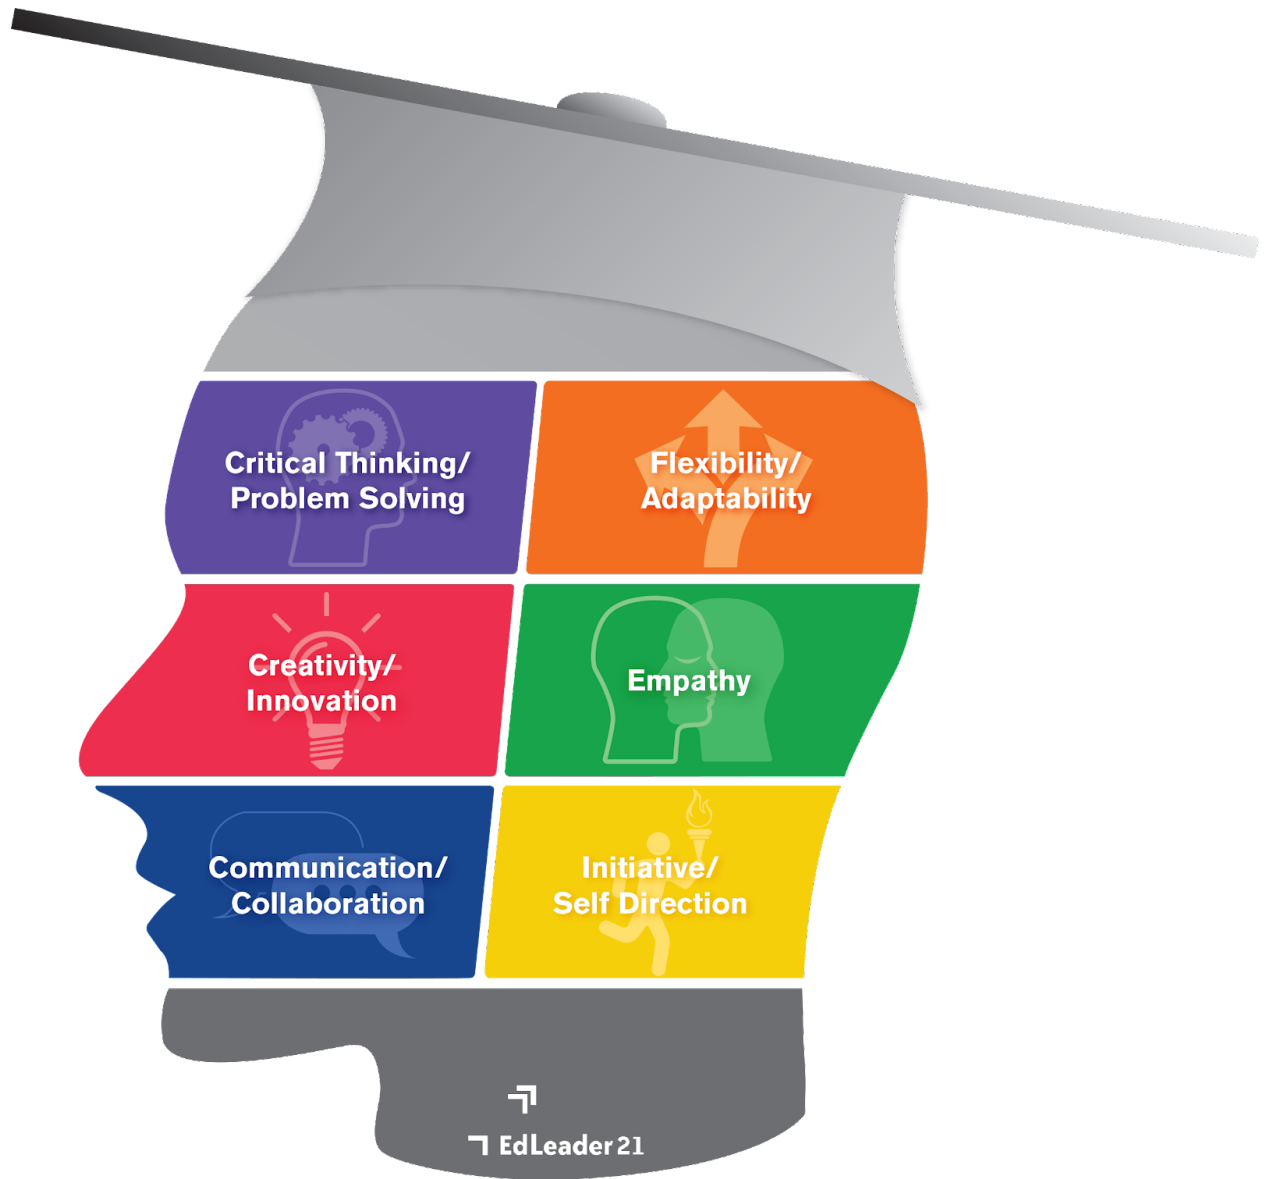 Critical Thinking/
Problem Solving
Flexibility/
Adaptability
Creativity/
Innovation
Empathy
Communication/
Collaboration
Initiative/
Self Direction
EdLeader21